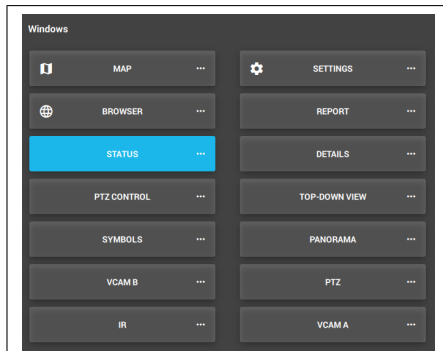 Windows
MAP ... SETTINGS ...
BROWSER ... REPORT ...
STATUS ... DETAILS ...
PTZ CONTROL ... TOP-DOWN VIEW ...
SYMBOLS ... PANORAMA ...
VCAM B ... PTZ ...
IR ... VCAM A ...